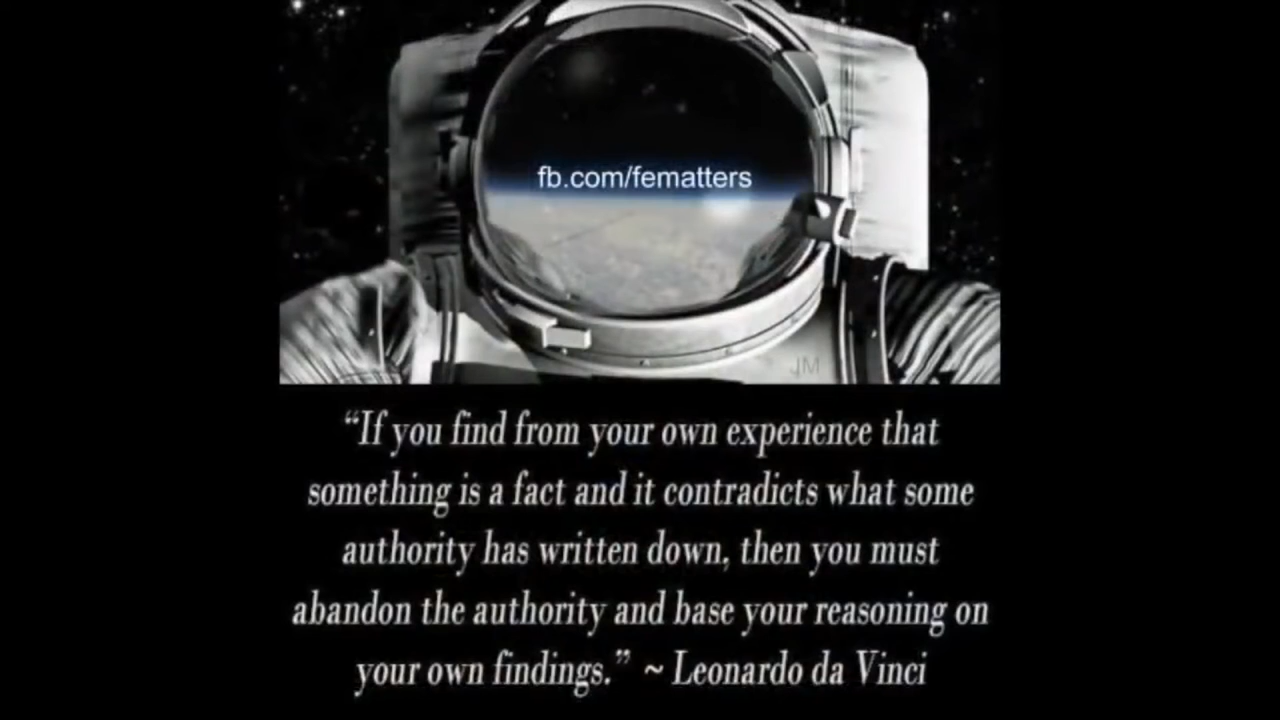 fb.com/fematters
JM
“If you find from your own experience that
something is a fact and it contradicts what some
authority has written down, then you must
abandon the authority and base your reasoning on
your own findings.” ~ Leonardo da Vinci